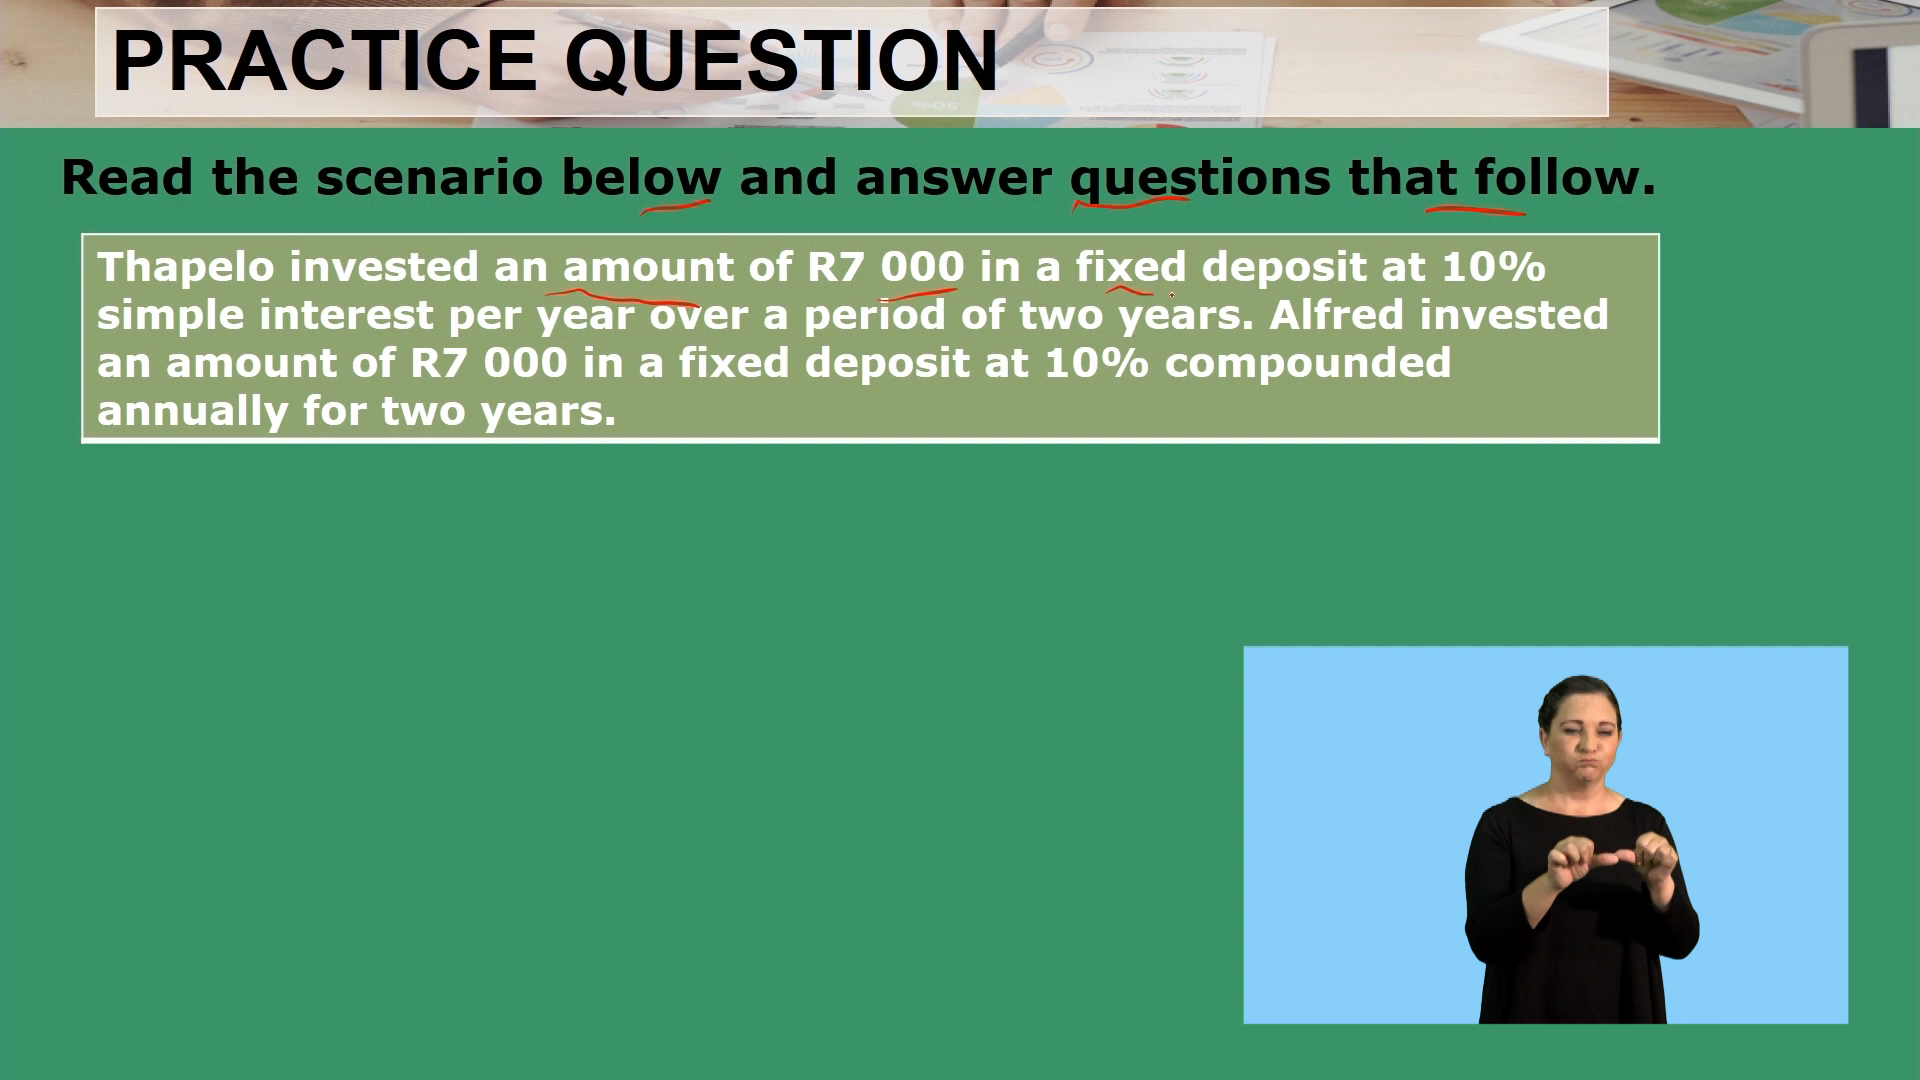 PRACTICE QUESTION
Read the scenario below and answer questions that follow.
Thapelo invested an amount of R7 000 in a fixed deposit at 10%
simple interest per year over a period of two years. Alfred invested
an amount of R7 000 in a fixed deposit at 10% compounded
annually for two years.